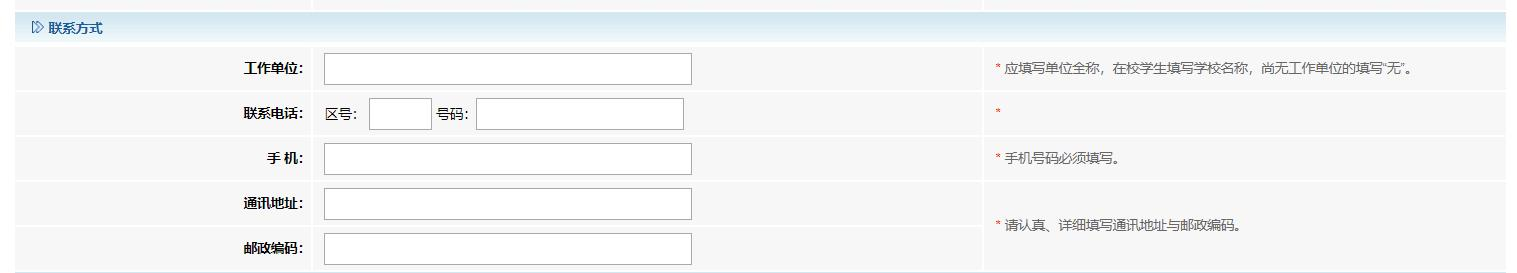 联系方式
工作单位： * 应填写单位全称，在校学生填写学校名称，尚无工作单位的填写“无”。
联系电话： 区号： 号码： *
手 机： * 手机号码必须填写。
通讯地址：
* 请认真、详细填写通讯地址与邮政编码。
邮政编码：